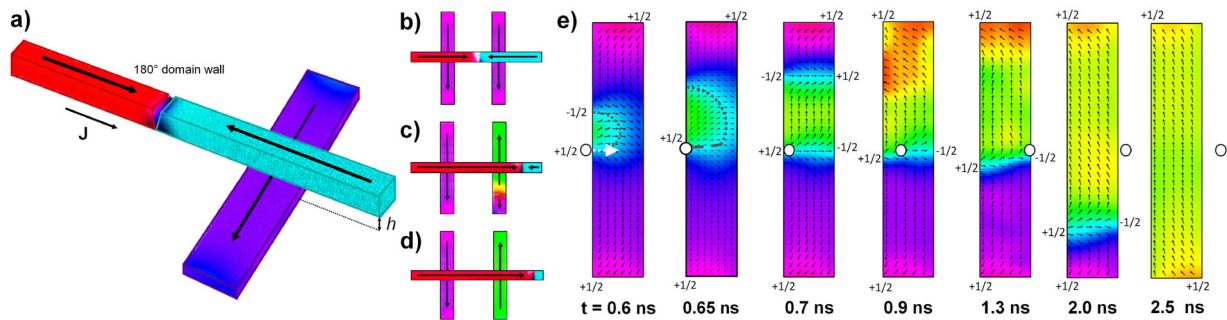 a)
180° domain wall
J
h
b)
c)
d)
e)
+1/2
-1/2
+1/2
+1/2
t = 0.6 ns
+1/2
+1/2
+1/2
0.65 ns
+1/2
-1/2
+1/2
+1/2
-1/2
+1/2
0.7 ns
+1/2
+1/2
-1/2
+1/2
0.9 ns
+1/2
-1/2
+1/2
+1/2
1.3 ns
+1/2
-1/2
+1/2
+1/2
2.0 ns
+1/2
+1/2
2.5 ns